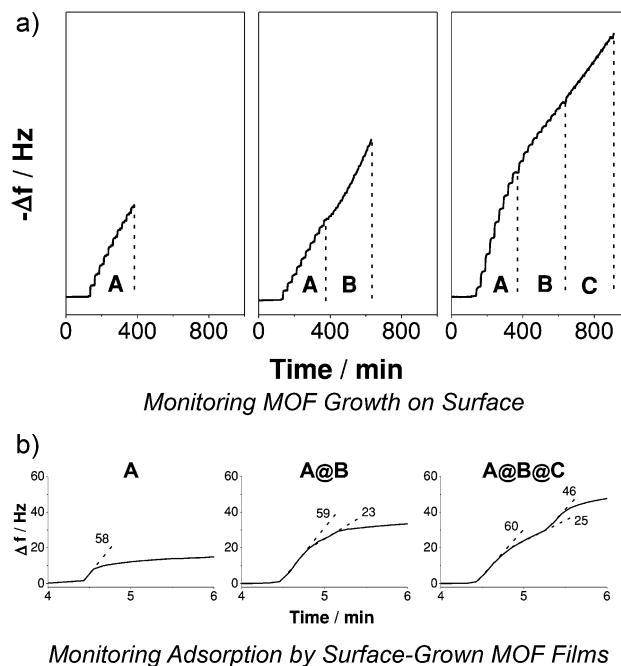 a)
-Δf / Hz
A
A B
A B C
0 400 800 0 400 800 0 400 800
Time / min
Monitoring MOF Growth on Surface
b)
A A@B A@B@C
Δ f / Hz
60 60 60
40 40 40
20 20 20
0 0 0
58
59 23
60 46 25
4 5 6 4 5 6 4 5 6
Time / min
Monitoring Adsorption by Surface-Grown MOF Films